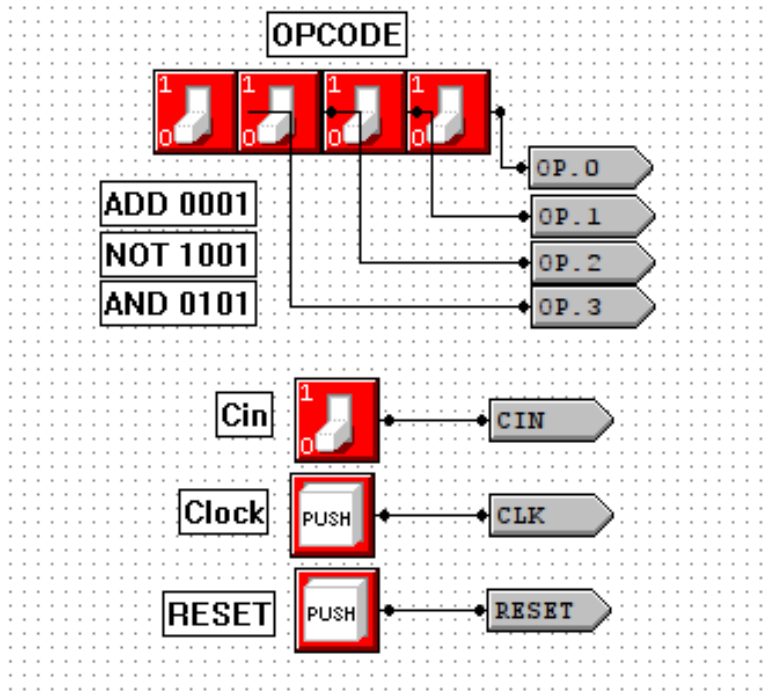 OPCODE
1 1 1 1
0 0 0 0
OP.0
ADD 0001
OP.1
NOT 1001
OP.2
AND 0101
OP.3
Cin
1
0
CIN
Clock
PUSH
CLK
RESET
PUSH
RESET